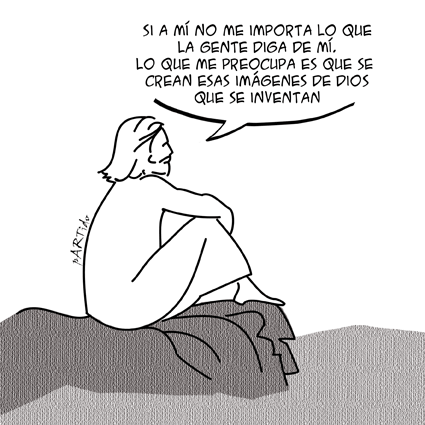 SI A MÍ NO ME IMPORTA LO QUE
LA GENTE DIGA DE MÍ.
LO QUE ME PREOCUPA ES QUE SE
CREAN ESAS IMÁGENES DE DIOS
QUE SE INVENTAN
pARTido